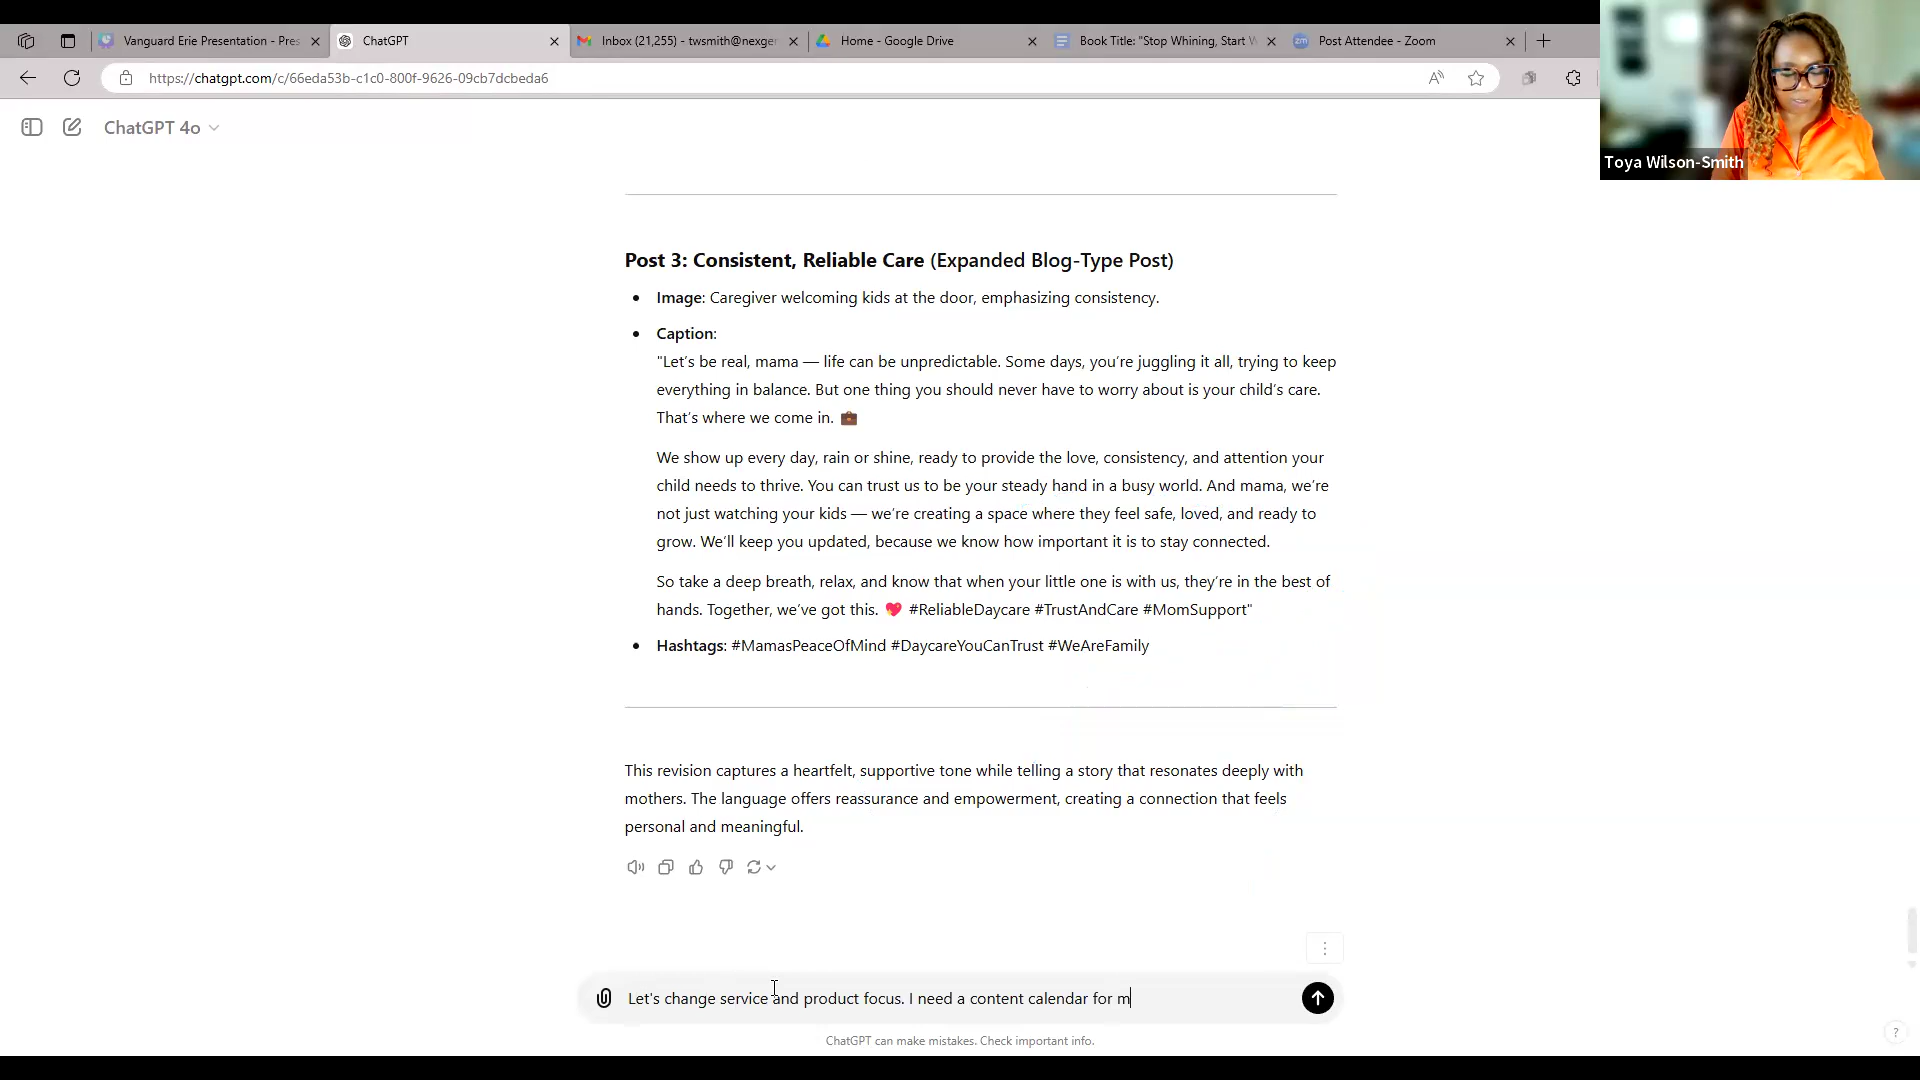 Vanguard Erie Presentation - Pres
ChatGPT
Inbox (21,255) - twsmith@nexge
Home - Google Drive
Book Title: "Stop Whining, Start W
Post Attendee - Zoom
https://chatgpt.com/c/66eda53b-c1c0-800f-9626-09cb7dcbeda6
Toya Wilson-Smith
ChatGPT 4o
Post 3: Consistent, Reliable Care (Expanded Blog-Type Post)
• Image: Caregiver welcoming kids at the door, emphasizing consistency.
• Caption:
"Let's be real, mama — life can be unpredictable. Some days, you're juggling it all, trying to keep
everything in balance. But one thing you should never have to worry about is your child's care.
That's where we come in. 💼
We show up every day, rain or shine, ready to provide the love, consistency, and attention your
child needs to thrive. You can trust us to be your steady hand in a busy world. And mama, we're
not just watching your kids — we're creating a space where they feel safe, loved, and ready to
grow. We'll keep you updated, because we know how important it is to stay connected.
So take a deep breath, relax, and know that when your little one is with us, they're in the best of
hands. Together, we've got this. 💖 #ReliableDaycare #TrustAndCare #MomSupport"
• Hashtags: #MamasPeaceOfMind #DaycareYouCanTrust #WeAreFamily
This revision captures a heartfelt, supportive tone while telling a story that resonates deeply with
mothers. The language offers reassurance and empowerment, creating a connection that feels
personal and meaningful.
Let's change service and product focus. I need a content calendar for m
ChatGPT can make mistakes. Check important info.
?